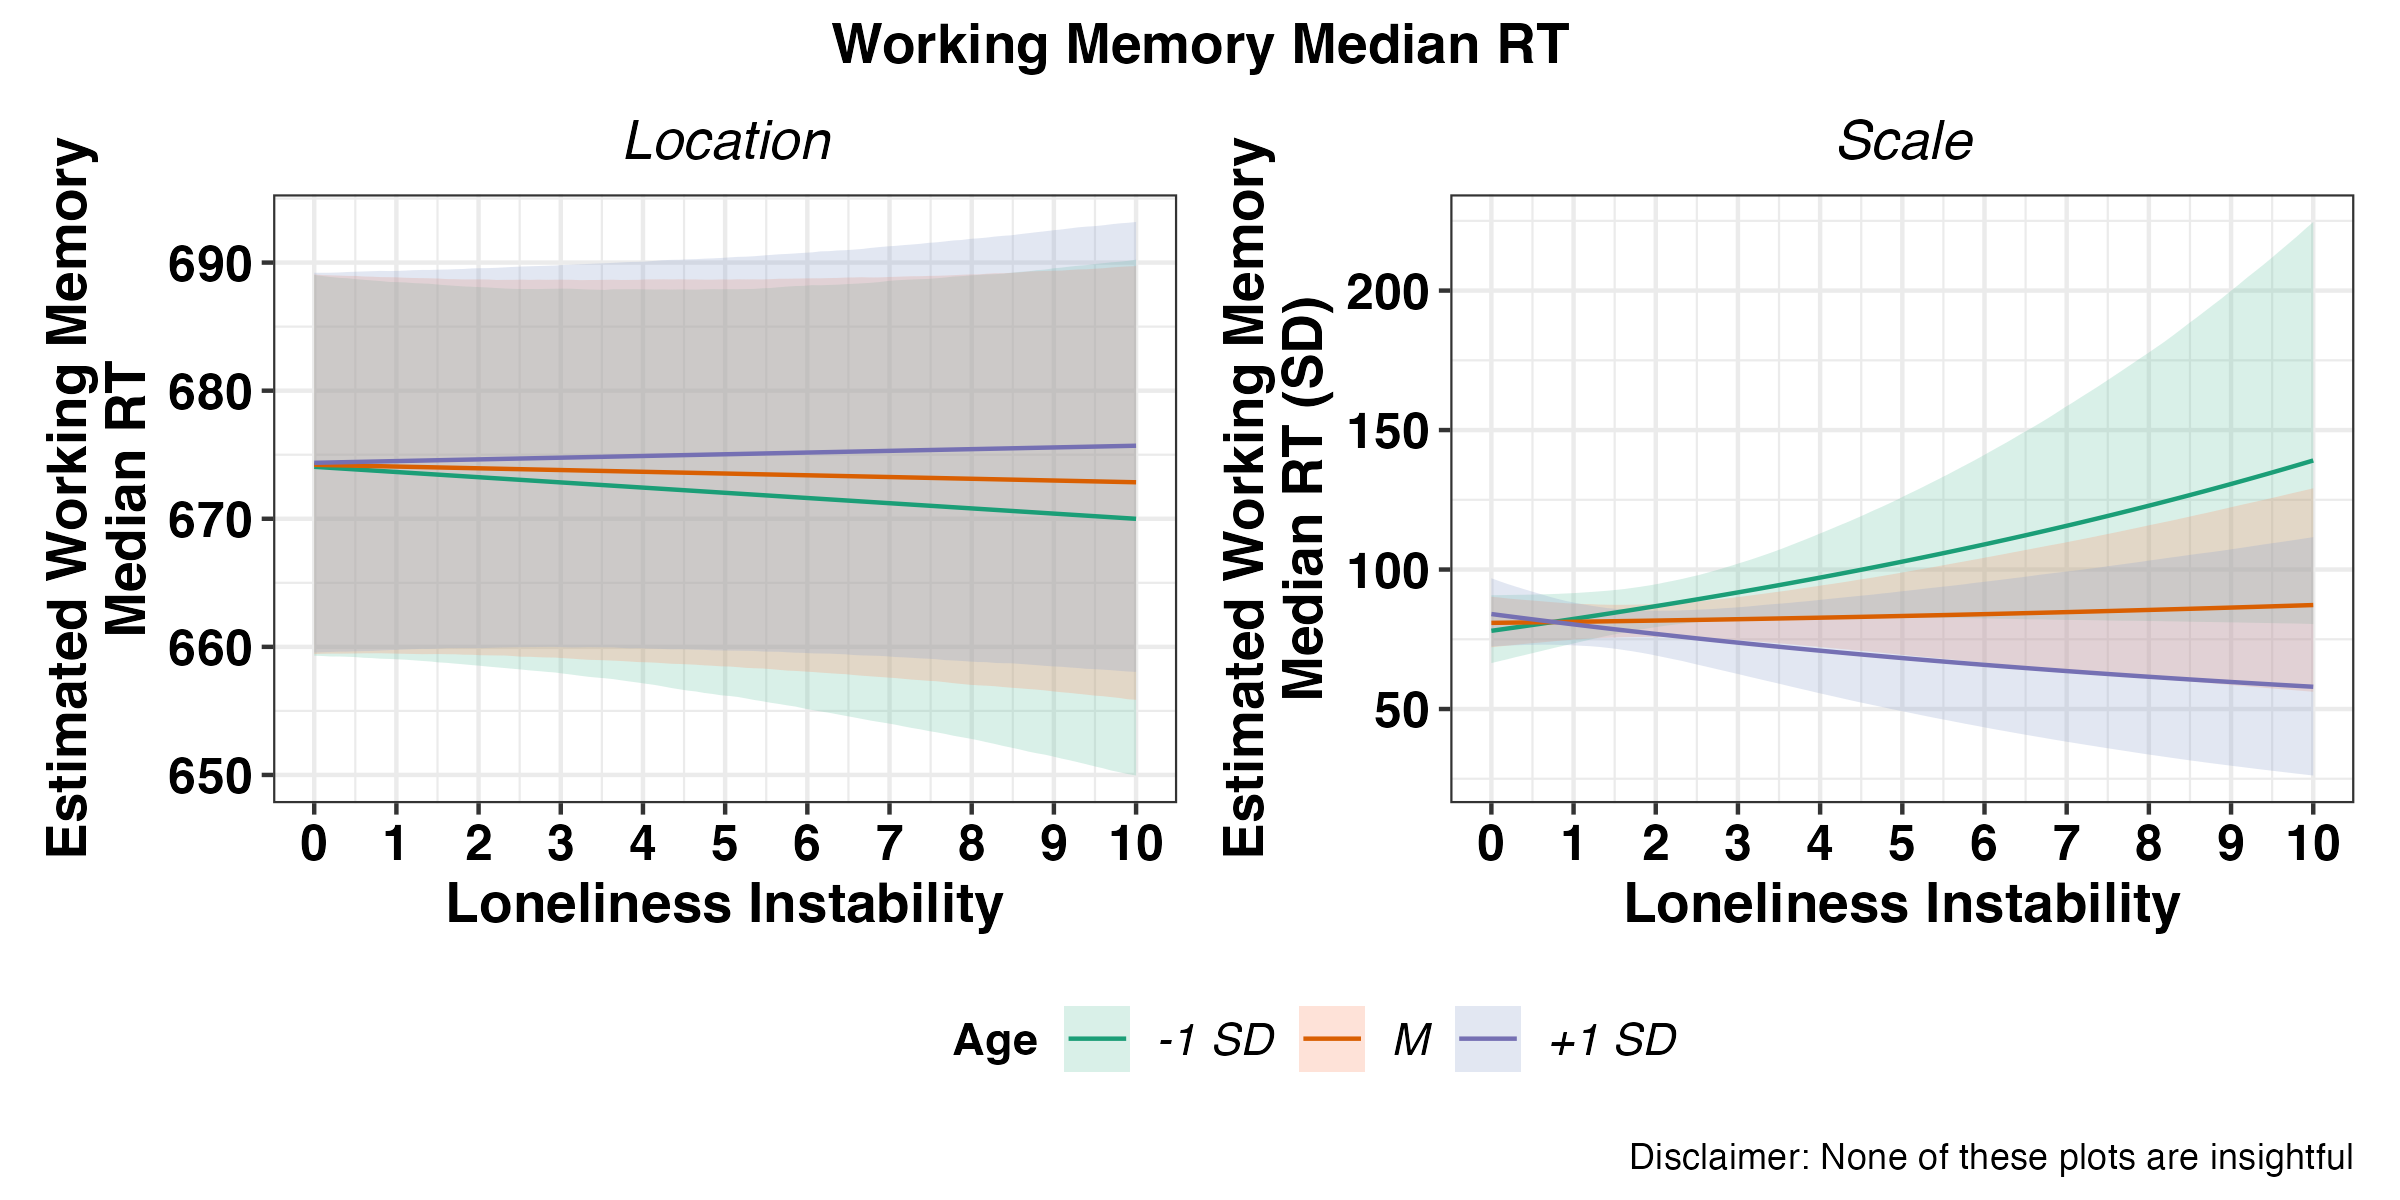 Working Memory Median RT
Location
Estimated Working Memory
Median RT
690
680
670
660
650
0 1 2 3 4 5 6 7 8 9 10
Loneliness Instability
Scale
Estimated Working Memory
Median RT (SD)
200
150
100
50
0 1 2 3 4 5 6 7 8 9 10
Loneliness Instability
Age -1 SD M +1 SD
Disclaimer: None of these plots are insightful